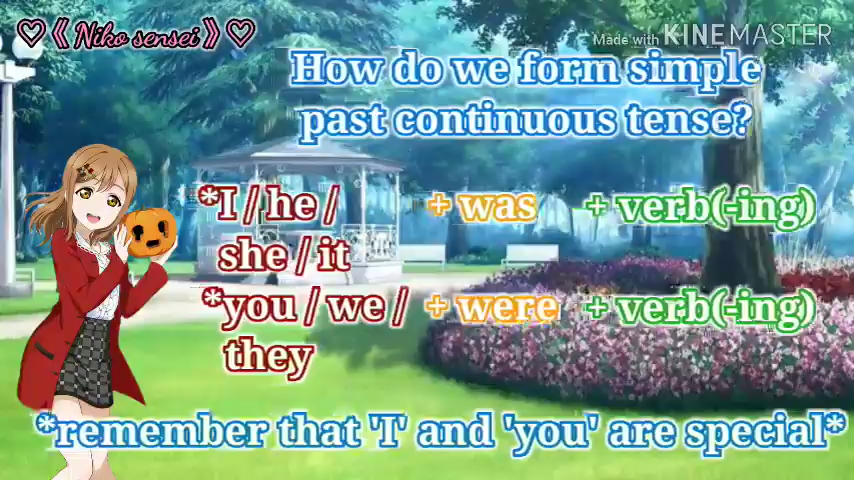 ♡《Niko sensei》♡
Made with KINEMASTER
How do we form simple
past continuous tense?
*I / he / + was + verb(-ing)
she / it
*you / we / + were + verb(-ing)
they
*remember that 'I' and 'you' are special*